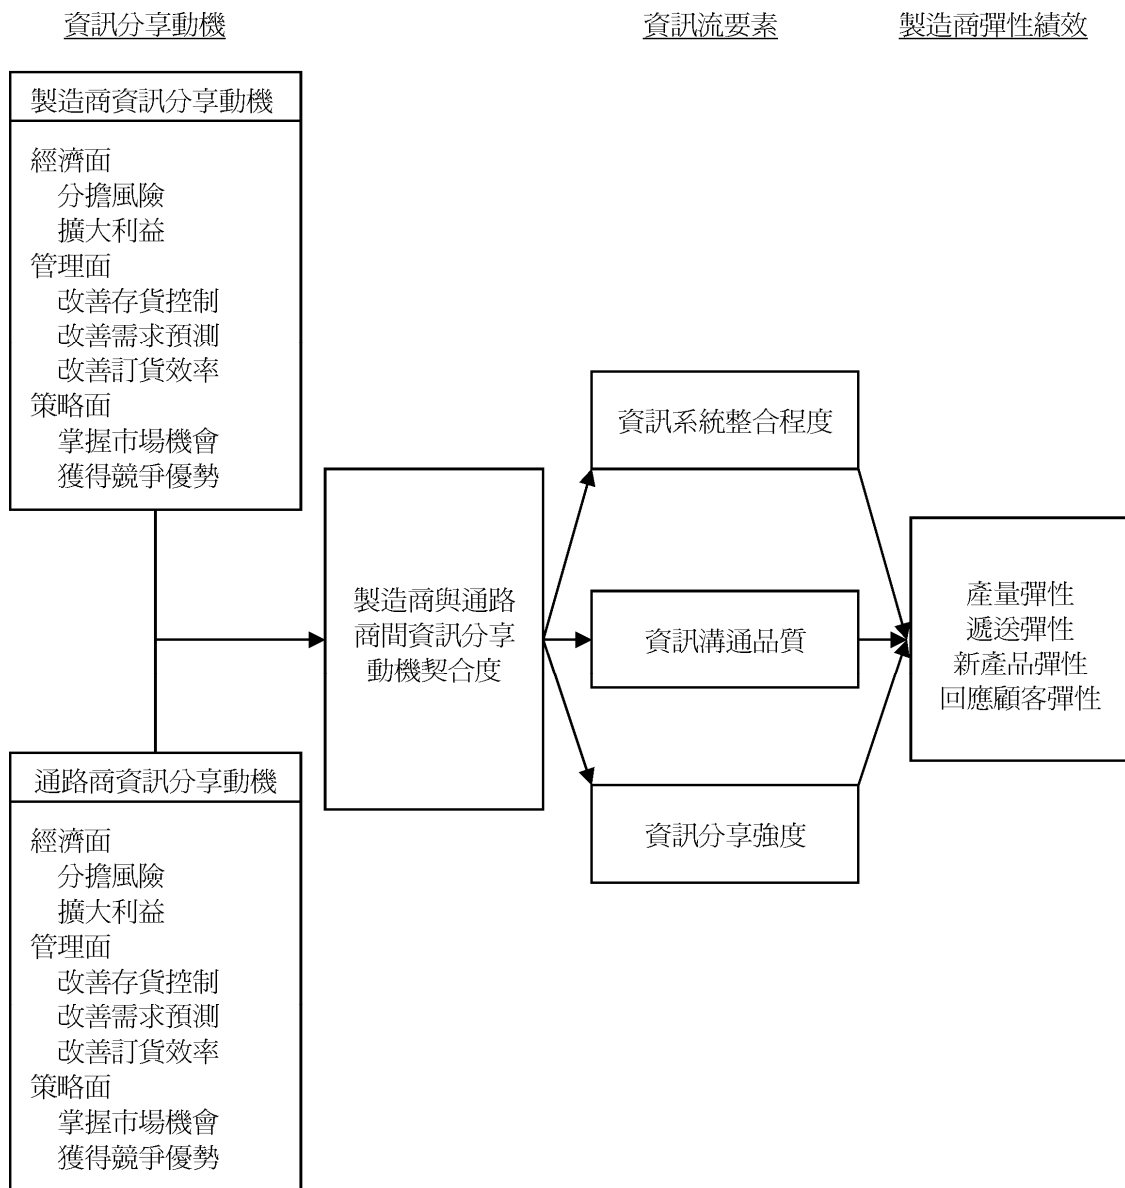 資訊分享動機
資訊流要素
製造商彈性績效
製造商資訊分享動機
經濟面
分擔風險
擴大利益
管理面
改善存貨控制
改善需求預測
改善訂貨效率
策略面
掌握市場機會
獲得競爭優勢
通路商資訊分享動機
經濟面
分擔風險
擴大利益
管理面
改善存貨控制
改善需求預測
改善訂貨效率
策略面
掌握市場機會
獲得競爭優勢
製造商與通路
商間資訊分享
動機契合度
資訊系統整合程度
資訊溝通品質
資訊分享強度
產量彈性
遞送彈性
新產品彈性
回應顧客彈性